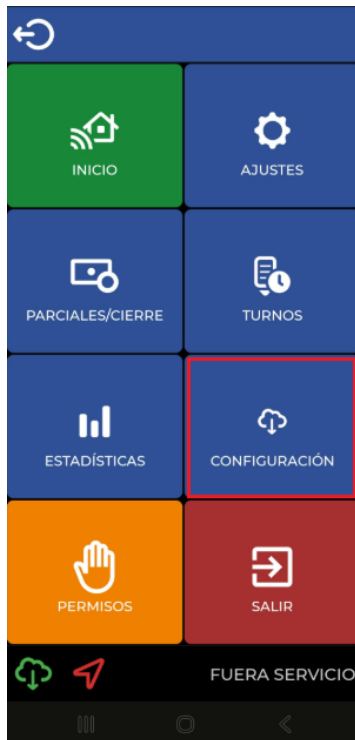 INICIO
AJUSTES
PARCIALES/CIERRE
TURNOS
ESTADÍSTICAS
CONFIGURACIÓN
PERMISOS
SALIR
FUERA SERVICIO